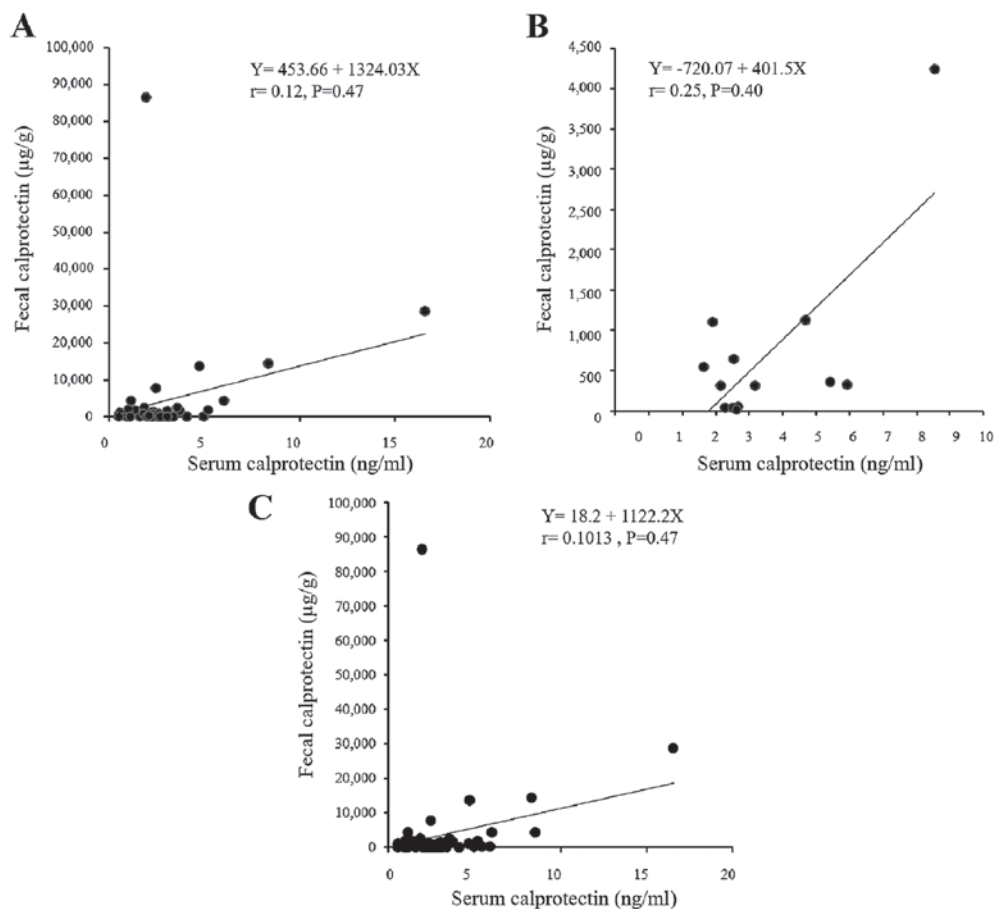 A
Y= 453.66 + 1324.03X
r= 0.12, P=0.47
Fecal calprotectin (µg/g)
100,000
90,000
80,000
70,000
60,000
50,000
40,000
30,000
20,000
10,000
0
0 5 10 15 20
Serum calprotectin (ng/ml)
B
Y= -720.07 + 401.5X
r= 0.25, P=0.40
Fecal calprotectin (µg/g)
4,500
4,500
3,500
3,500
2,500
2,500
1,500
1,000
500
0
0 1 2 3 4 5 6 7 8 9 10
Serum calprotectin (ng/ml)
C
Y= 18.2 + 1122.2X
r= 0.1013 , P=0.47
Fecal calprotectin (µg/g)
100,000
90,000
80,000
70,000
60,000
50,000
40,000
30,000
20,000
10,000
0
0 5 10 15 20
Serum calprotectin (ng/ml)